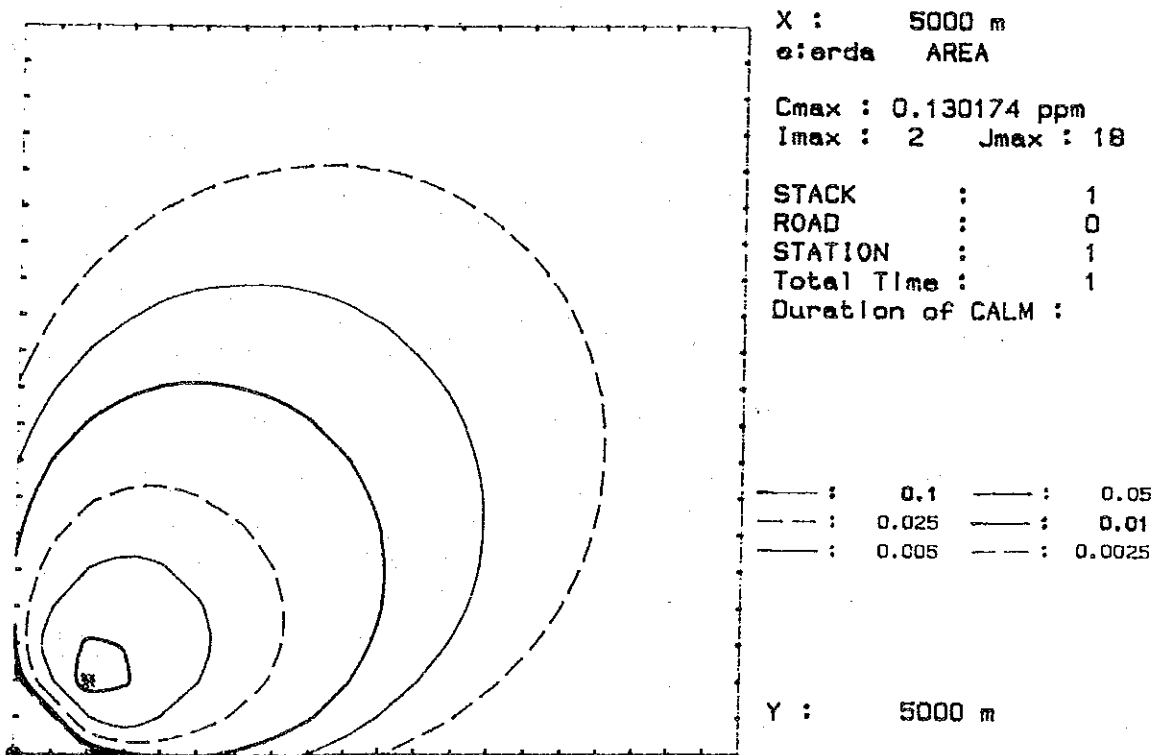 X : 5000 m
e:erda AREA
Cmax : 0.130174 ppm
Imax : 2 Jmax : 18
STACK : 1
ROAD : 0
STATION : 1
Total Time : 1
Duration of CALM :
: 0.1 : 0.05
: 0.025 : 0.01
: 0.005 : 0.0025
Y : 5000 m